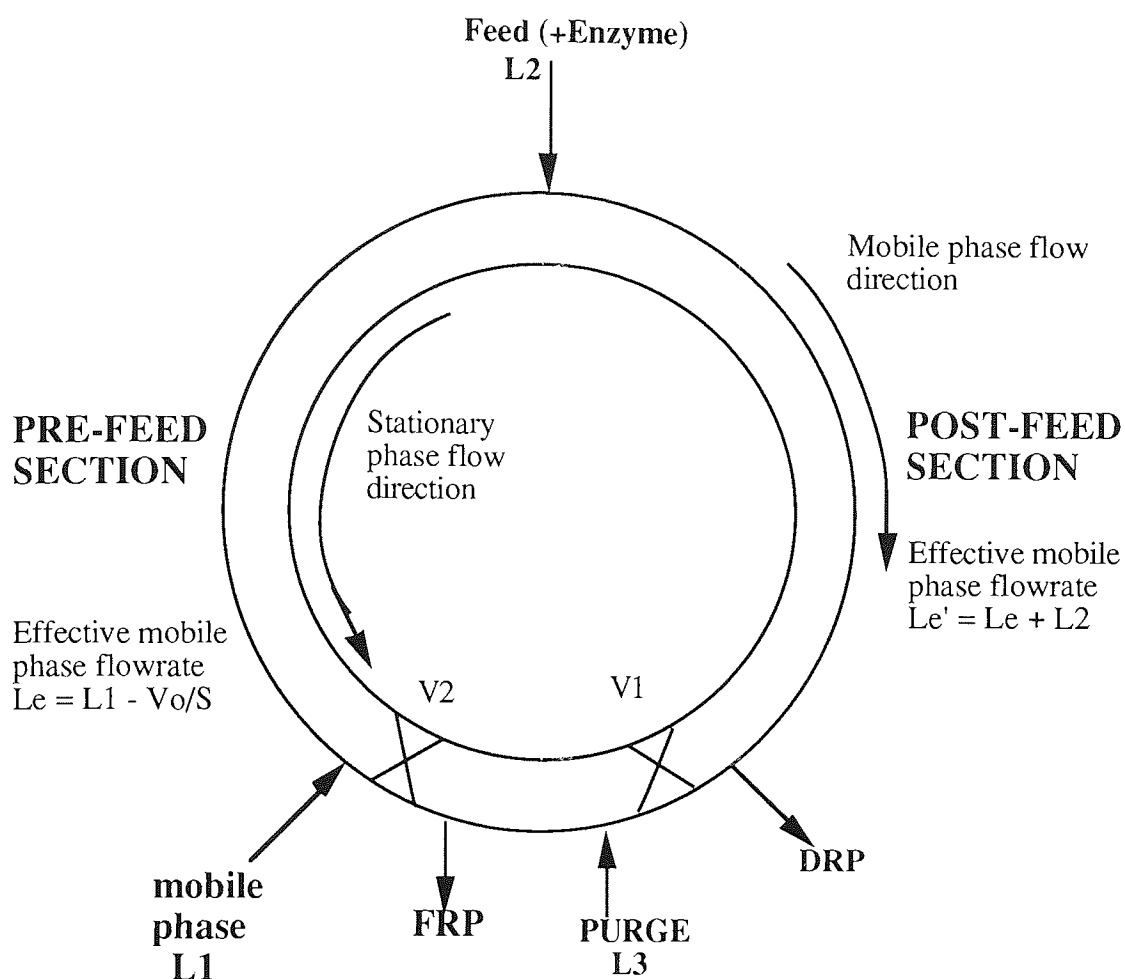 Feed (+Enzyme)
L2
Mobile phase flow
direction
PRE-FEED
SECTION
Stationary
phase flow
direction
POST-FEED
SECTION
Effective mobile
phase flowrate
Le' = Le + L2
Effective mobile
phase flowrate
Le = L1 - Vo/S
V2
V1
mobile
phase
L1
FRP
PURGE
L3
DRP